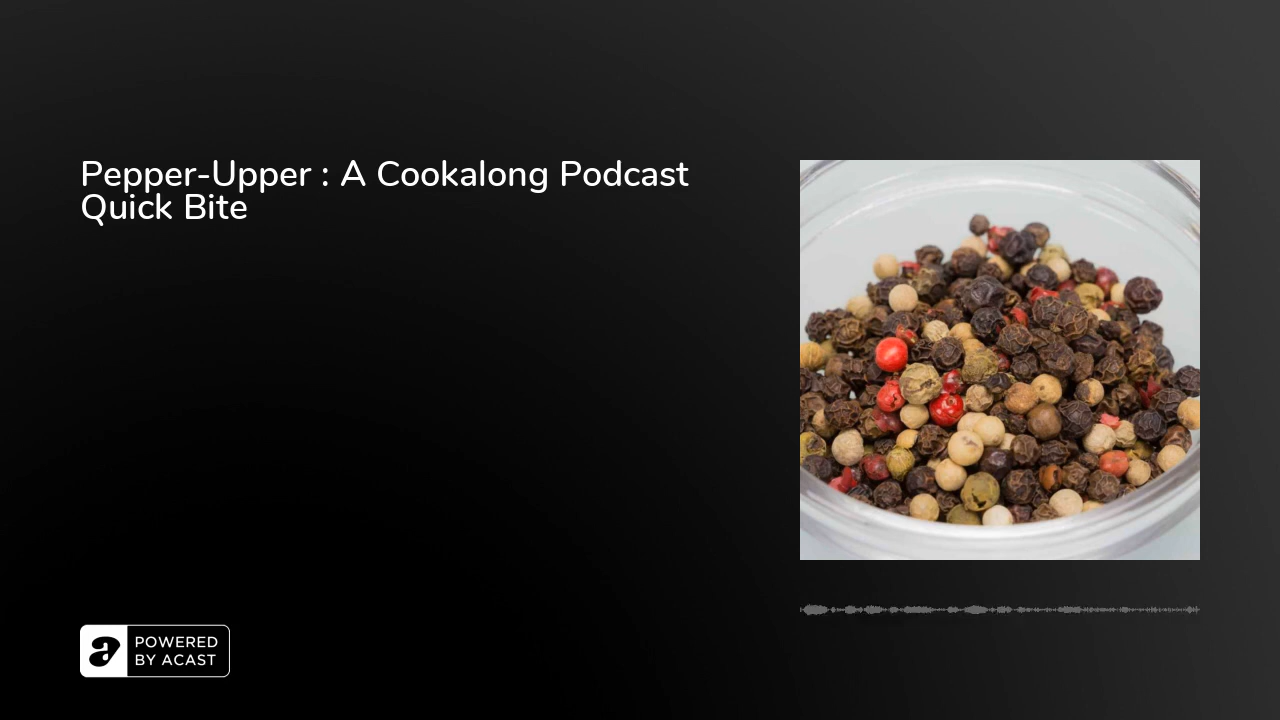 Pepper-Upper : A Cookalong Podcast
Quick Bite
a POWERED
BY ACAST